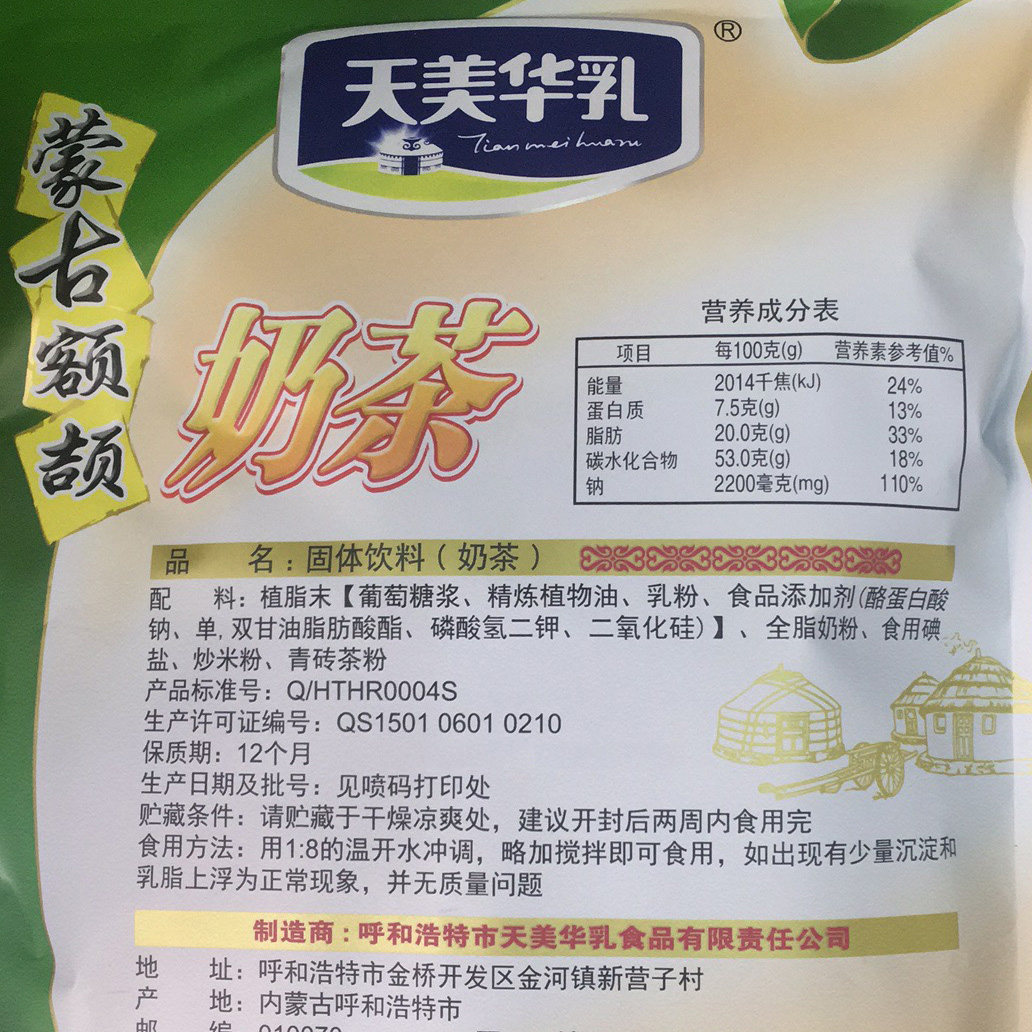 天美华乳
®
Tianmeihuaru
蒙古额颉
奶茶
营养成分表
项目 每100克(g) 营养素参考值%
能量 2014千焦(kJ) 24%
蛋白质 7.5克(g) 13%
脂肪 20.0克(g) 33%
碳水化合物 53.0克(g) 18%
钠 2200毫克(mg) 110%
品 名：固体饮料（奶茶）
配 料：植脂末【葡萄糖浆、精炼植物油、乳粉、食品添加剂(酪蛋白酸
钠、单,双甘油脂肪酸酯、磷酸氢二钾、二氧化硅)】、全脂奶粉、食用碘
盐、炒米粉、青砖茶粉
产品标准号：Q/HTHR0004S
生产许可证编号：QS1501 0601 0210
保质期：12个月
生产日期及批号：见喷码打印处
贮藏条件：请贮藏于干燥凉爽处，建议开封后两周内食用完
食用方法：用1:8的温开水冲调，略加搅拌即可食用，如出现有少量沉淀和
乳脂上浮为正常现象，并无质量问题
制造商：呼和浩特市天美华乳食品有限责任公司
地 址：呼和浩特市金桥开发区金河镇新营子村
产 地：内蒙古呼和浩特市